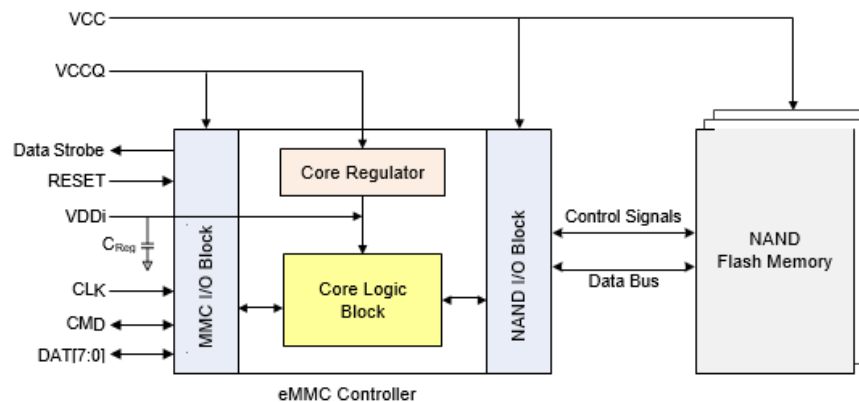 VCC
VCCQ
Data Strobe
RESET
VDDi
CReg
CLK
CMD
DAT[7:0]
MMC I/O Block
Core Regulator
Core Logic
Block
NAND I/O Block
Control Signals
Data Bus
NAND
Flash Memory
eMMC Controller